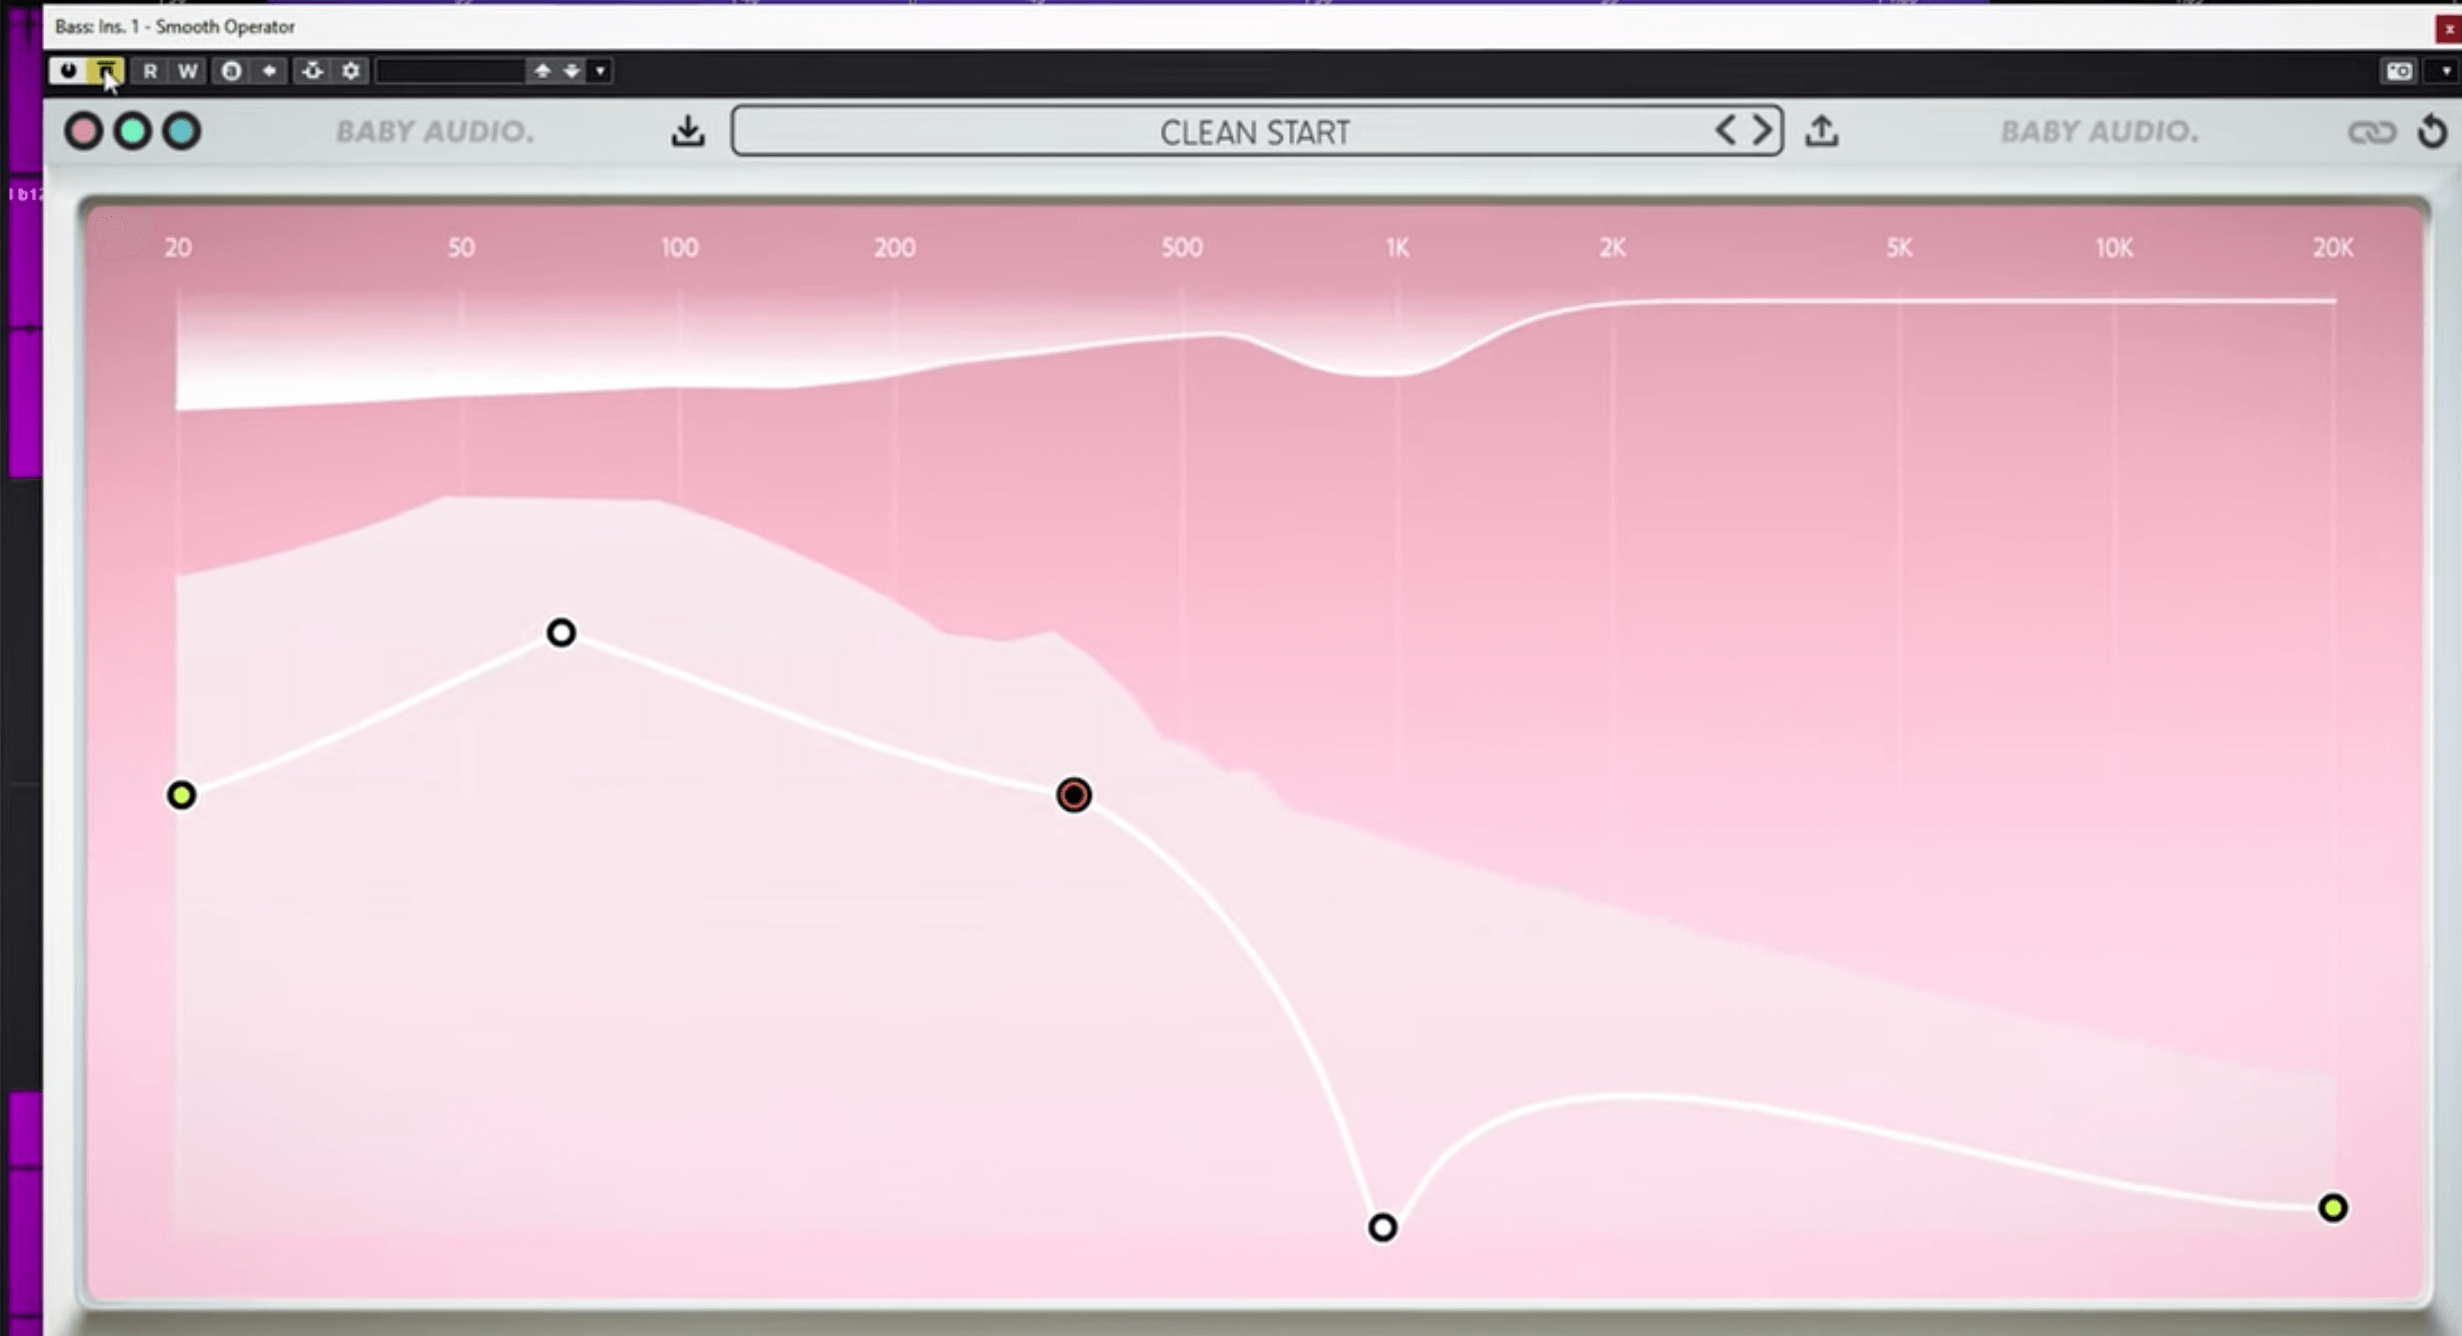 Bass: Ins. 1 - Smooth Operator
R W
BABY AUDIO. CLEAN START BABY AUDIO.
20 50 100 200 500 1K 2K 5K 10K 20K